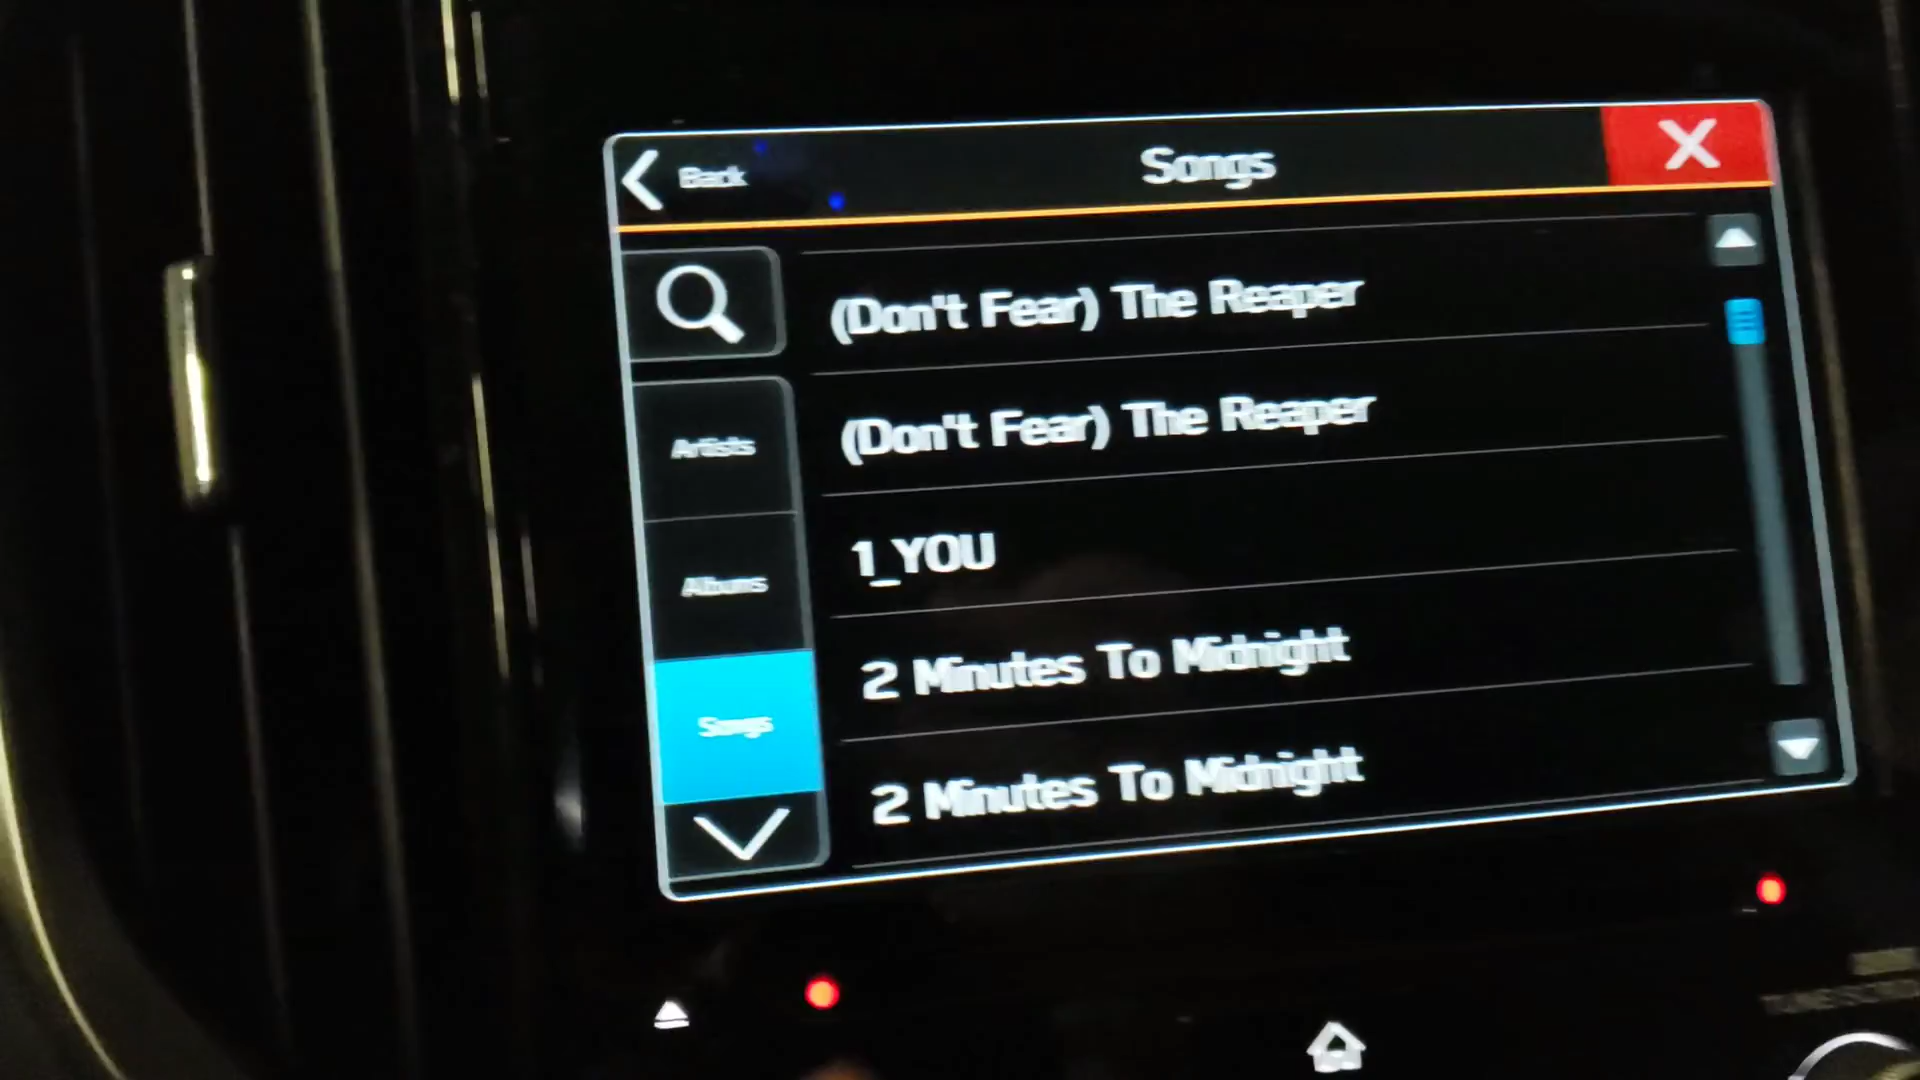 Back
Songs
(Don't Fear) The Reaper
(Don't Fear) The Reaper
Artists
1_YOU
Albums
2 Minutes To Midnight
Songs
2 Minutes To Midnight